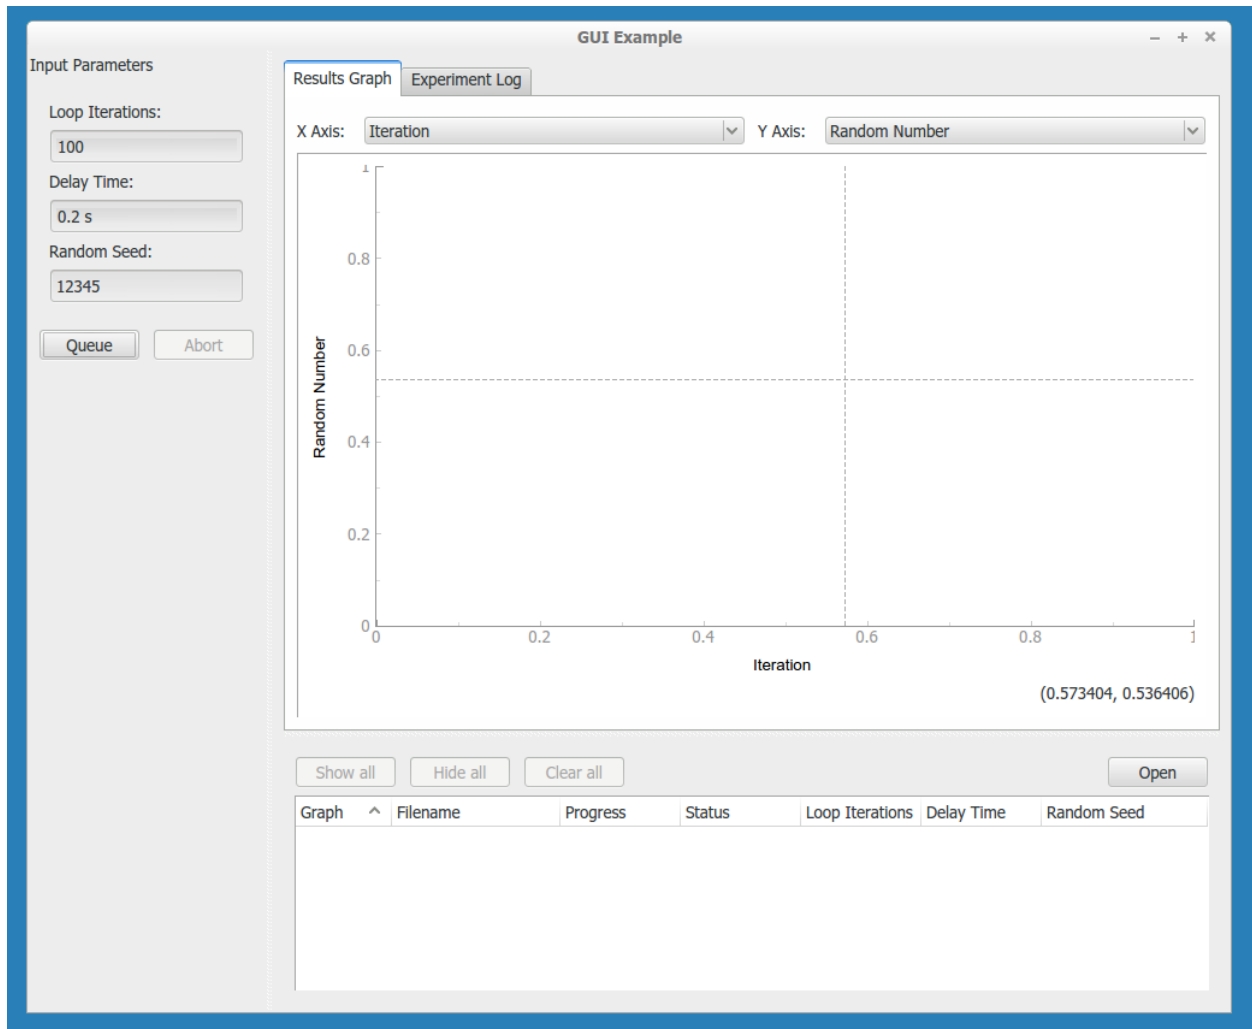 GUI Example
Input Parameters
Loop Iterations:
100
Delay Time:
0.2 s
Random Seed:
12345
Queue Abort
Results Graph Experiment Log
X Axis: Iteration Y Axis: Random Number
1
0.8
0.6
0.4
0.2
0
Random Number
0 0.2 0.4 0.6 0.8 1
Iteration
(0.573404, 0.536406)
Show all Hide all Clear all Open
Graph Filename Progress Status Loop Iterations Delay Time Random Seed